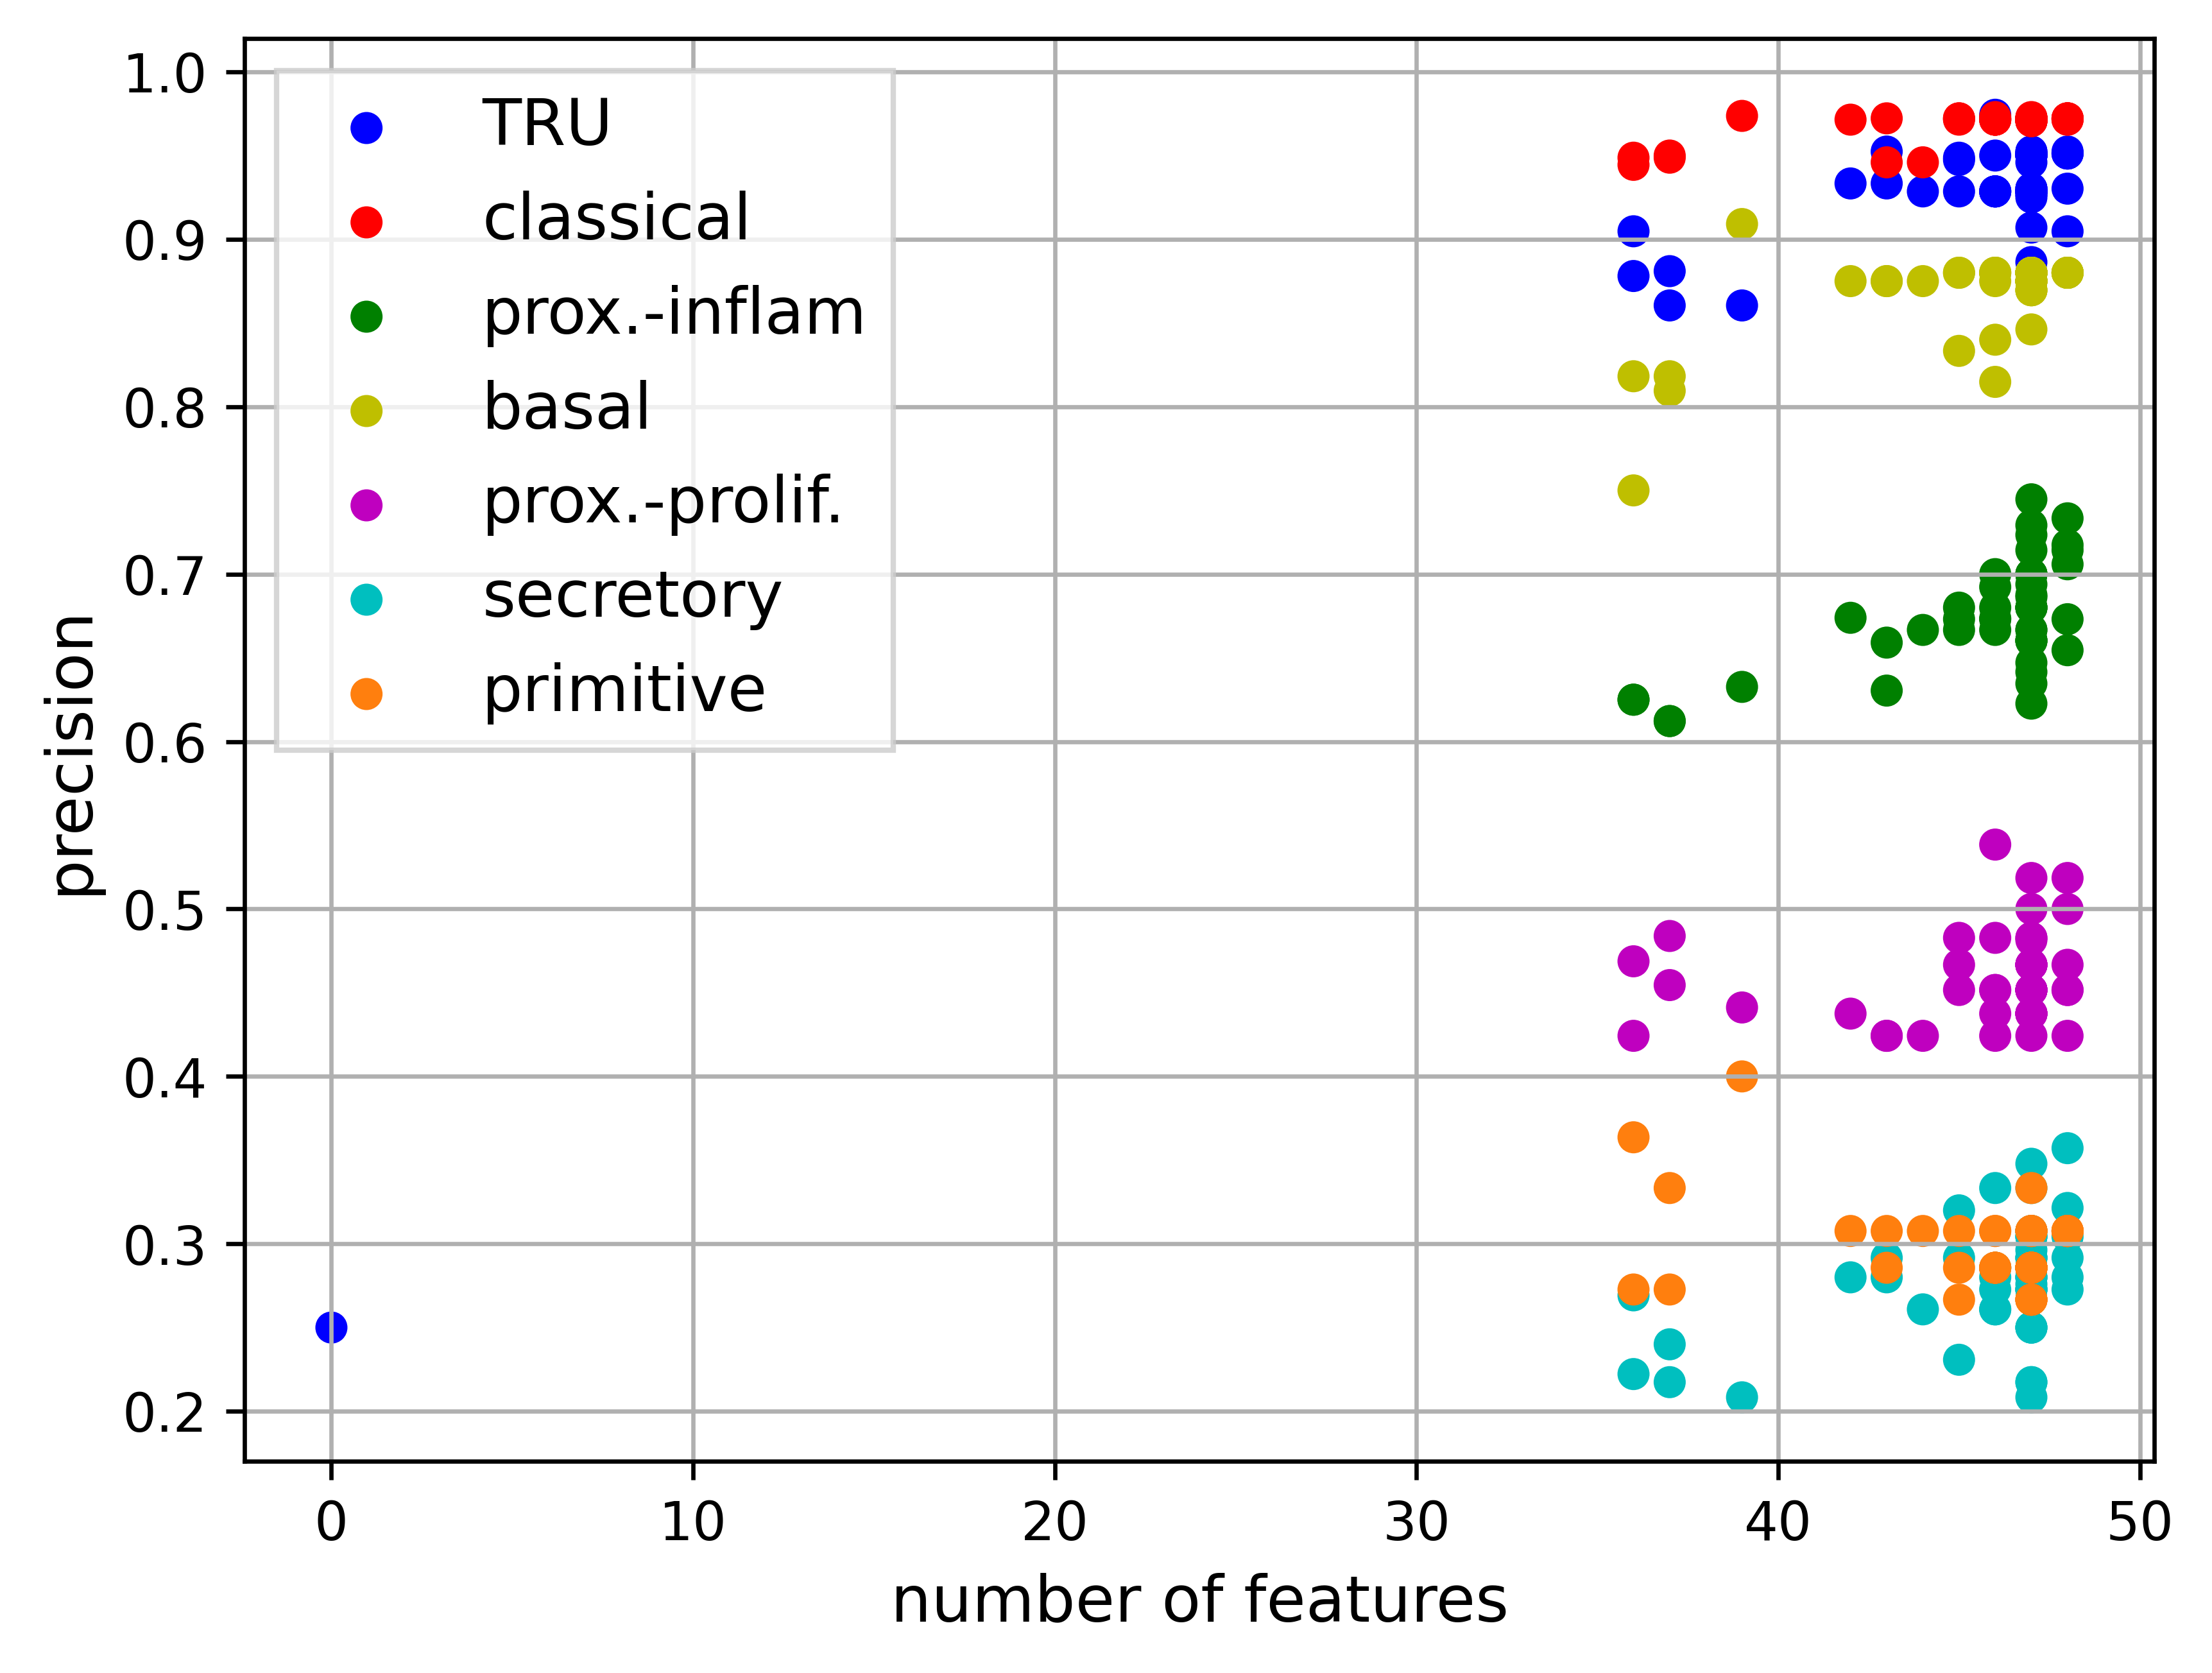 1.0
0.9
0.8
0.7
0.6
0.5
0.4
0.3
0.2
precision
TRU
classical
prox.-inflam
basal
prox.-prolif.
secretory
primitive
0 10 20 30 40 50
number of features